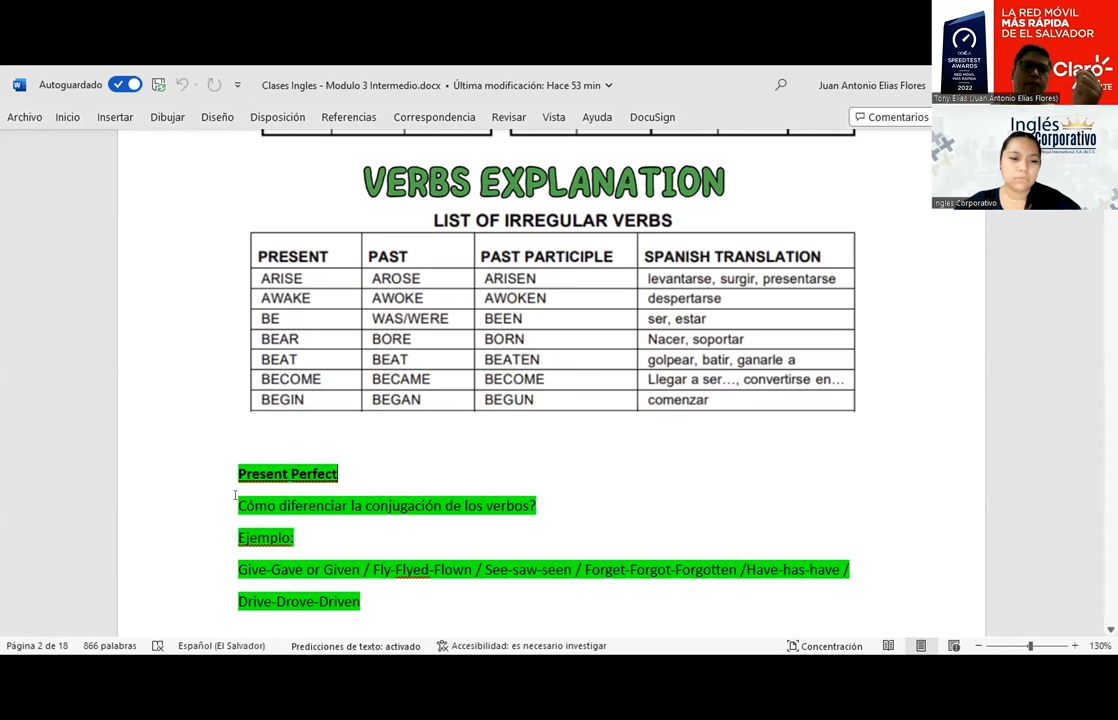 LA RED MÓVIL
MÁS RÁPIDA
DE EL SALVADOR
SPEEDTEST
AWARDS
2022
Claro
Tony Elias (Juan Antonio Elías Flores)
Inglés
Corporativo
Ingles Corporativo
Autoguardado
Clases Ingles - Modulo 3 Intermedio.docx • Última modificación: Hace 53 min
Juan Antonio Elias Flores
Archivo Inicio Insertar Dibujar Diseño Disposición Referencias Correspondencia Revisar Vista Ayuda DocuSign
Comentarios
VERBS EXPLANATION
LIST OF IRREGULAR VERBS
PRESENT PAST PAST PARTICIPLE SPANISH TRANSLATION
ARISE AROSE ARISEN levantarse, surgir, presentarse
AWAKE AWOKE AWOKEN despertarse
BE WAS/WERE BEEN ser, estar
BEAR BORE BORN Nacer, soportar
BEAT BEAT BEATEN golpear, batir, ganarle a
BECOME BECAME BECOME Llegar a ser…, convertirse en…
BEGIN BEGAN BEGUN comenzar
Present Perfect
Cómo diferenciar la conjugación de los verbos?
Ejemplo:
Give-Gave or Given / Fly-Flyed-Flown / See-saw-seen / Forget-Forgot-Forgotten /Have-has-have /
Drive-Drove-Driven
Página 2 de 18 866 palabras Español (El Salvador) Predicciones de texto: activado Accesibilidad: es necesario investigar Concentración 130%